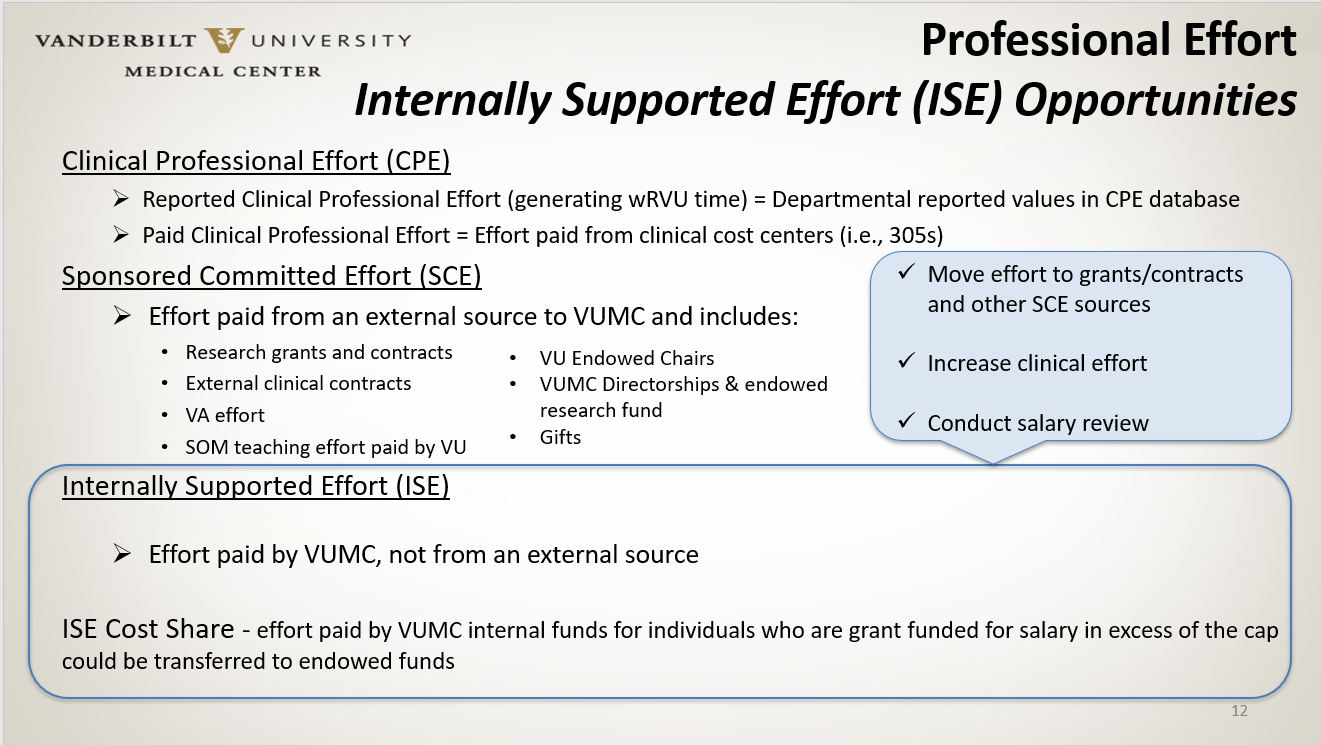 VANDERBILT UNIVERSITY
MEDICAL CENTER
Professional Effort
Internally Supported Effort (ISE) Opportunities
Clinical Professional Effort (CPE)
➢ Reported Clinical Professional Effort (generating wRVU time) = Departmental reported values in CPE database
➢ Paid Clinical Professional Effort = Effort paid from clinical cost centers (i.e., 305s)
Sponsored Committed Effort (SCE)
➢ Effort paid from an external source to VUMC and includes:
• Research grants and contracts
• External clinical contracts
• VA effort
• SOM teaching effort paid by VU
• VU Endowed Chairs
• VUMC Directorships & endowed
research fund
• Gifts
✓ Move effort to grants/contracts
and other SCE sources
✓ Increase clinical effort
✓ Conduct salary review
Internally Supported Effort (ISE)
➢ Effort paid by VUMC, not from an external source
ISE Cost Share - effort paid by VUMC internal funds for individuals who are grant funded for salary in excess of the cap
could be transferred to endowed funds
12